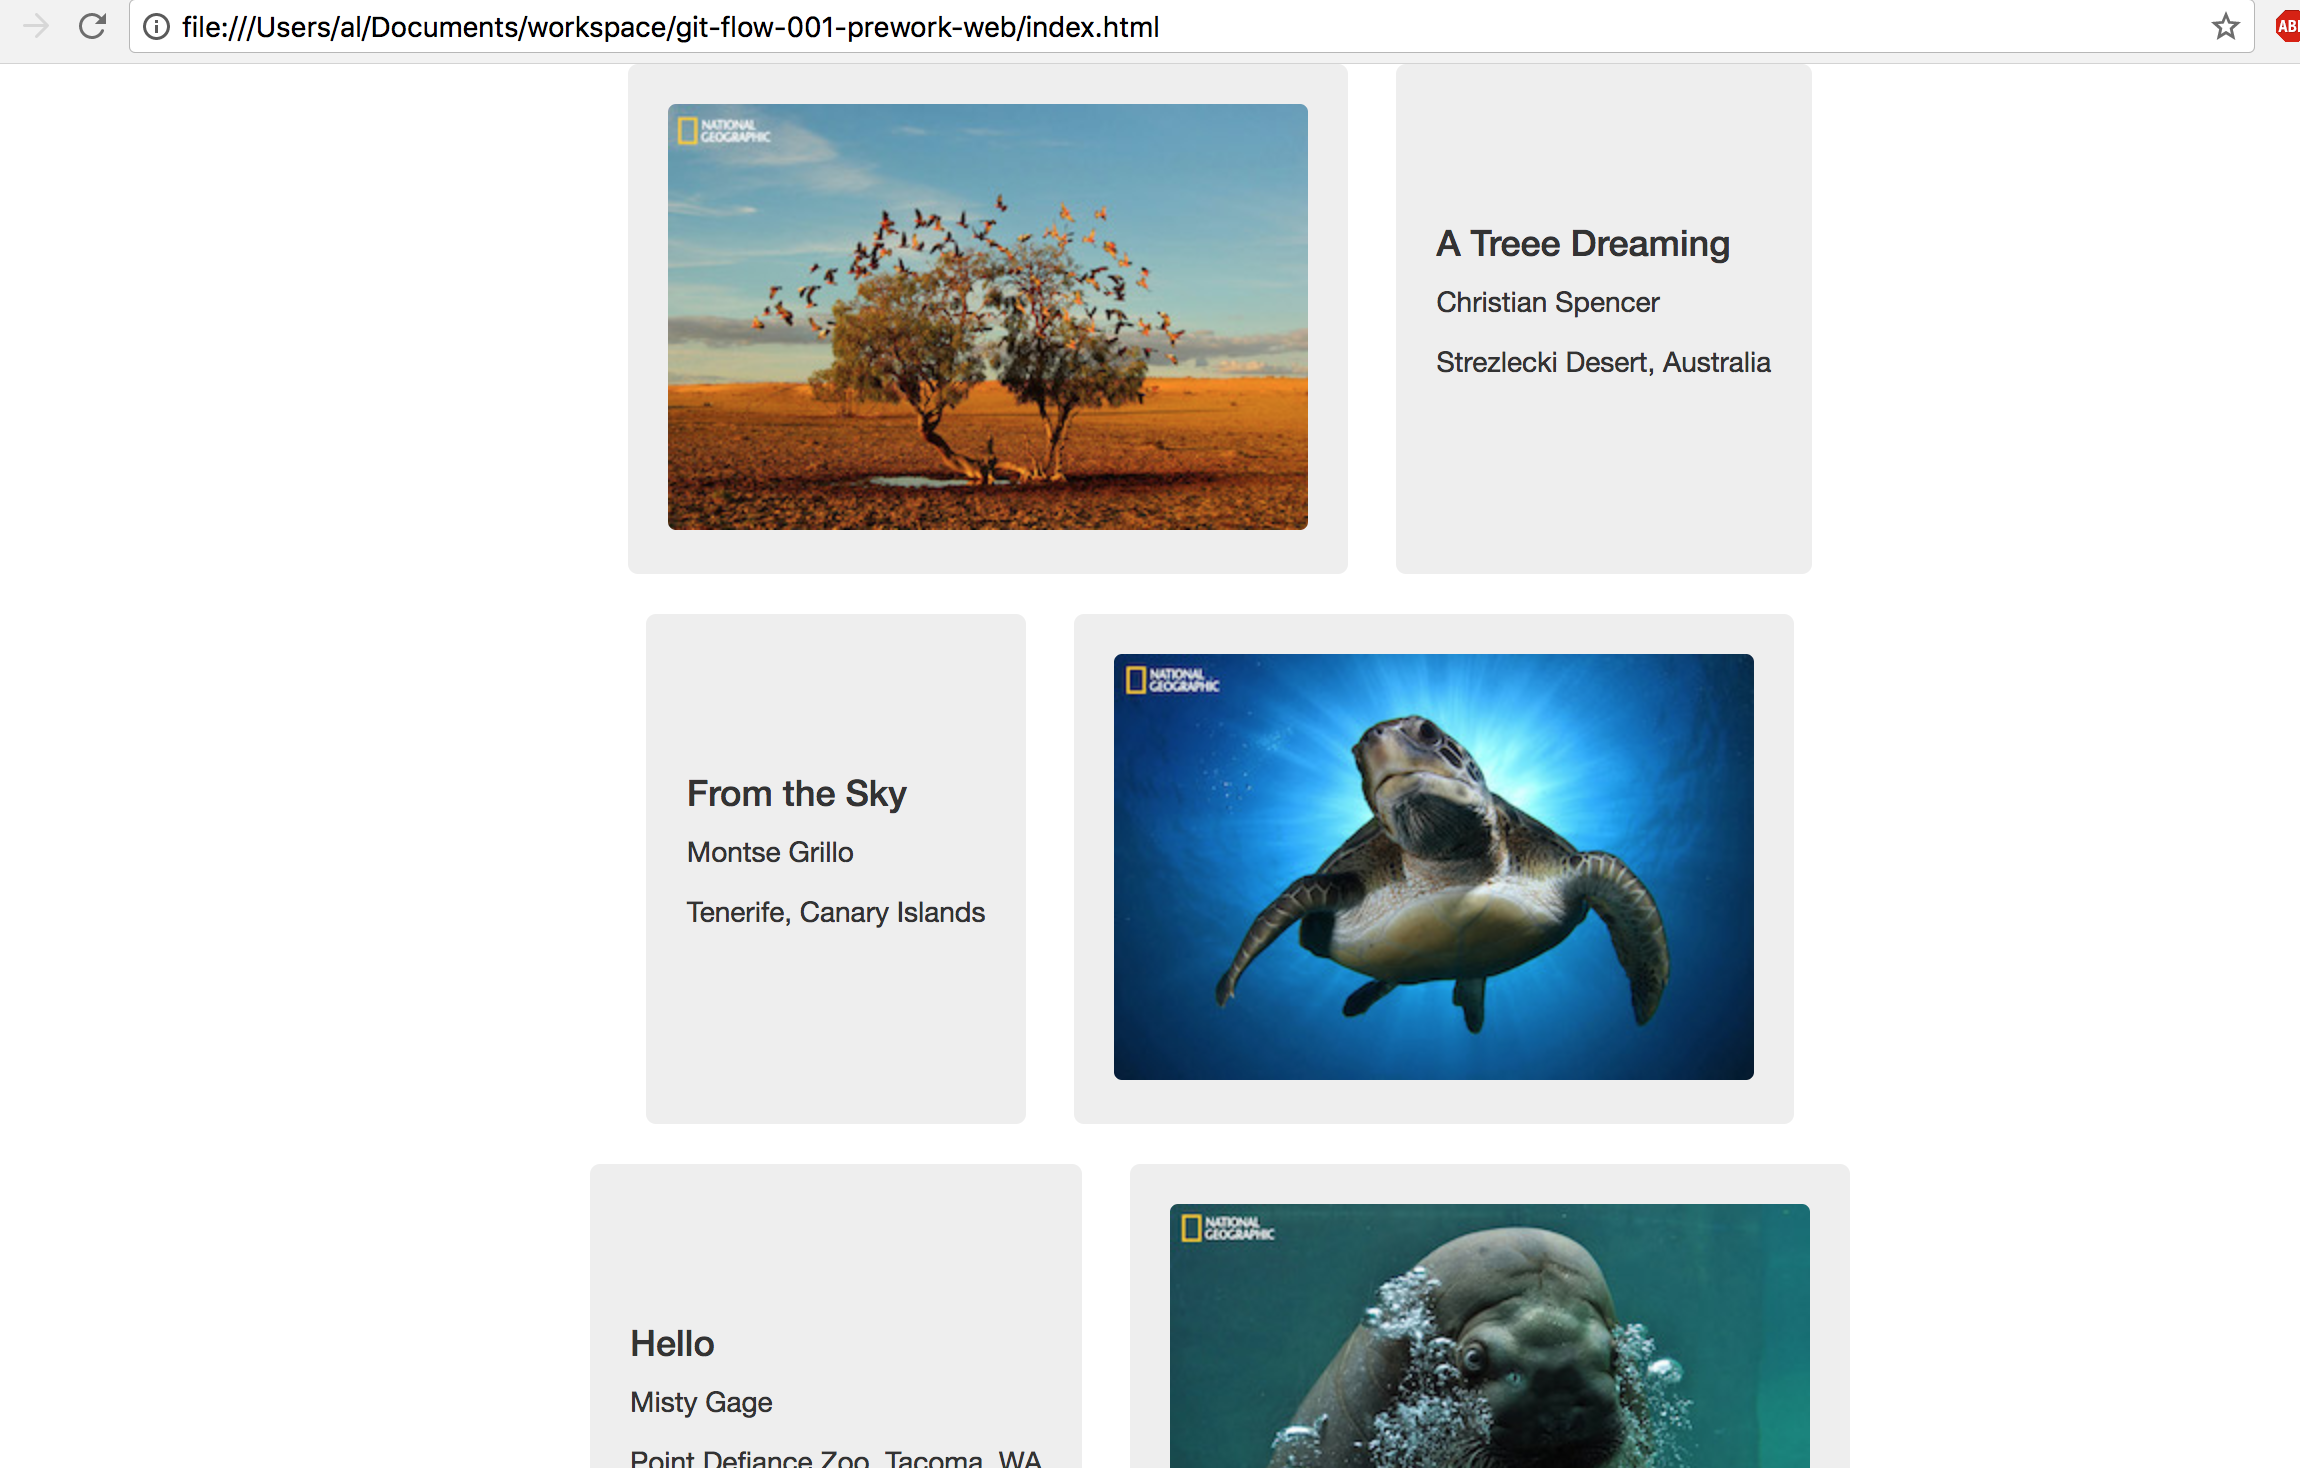 file:///Users/al/Documents/workspace/git-flow-001-prework-web/index.html
ABP
NATIONAL
GEOGRAPHIC
A Treee Dreaming
Christian Spencer
Strezlecki Desert, Australia
From the Sky
Montse Grillo
Tenerife, Canary Islands
NATIONAL
GEOGRAPHIC
Hello
Misty Gage
Point Defiance Zoo, Tacoma, WA
NATIONAL
GEOGRAPHIC